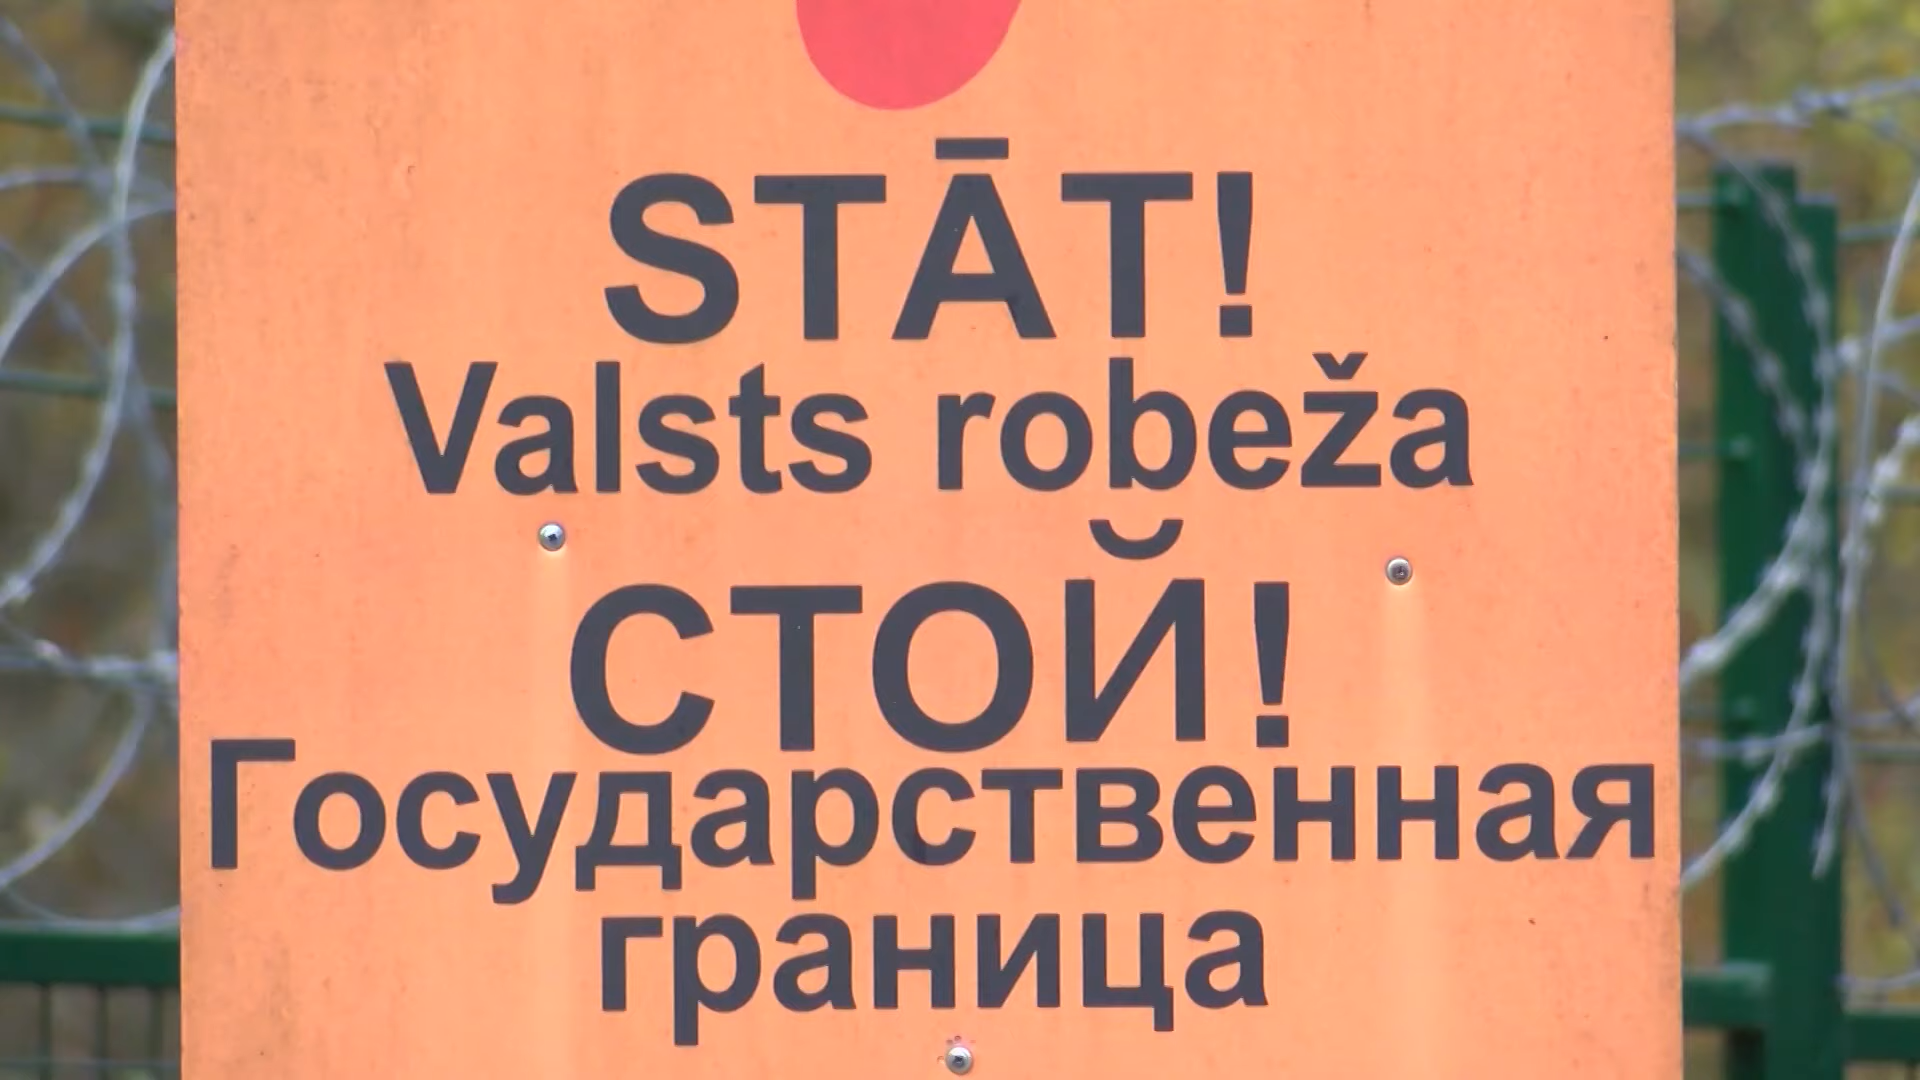 STĀT!
Valsts robeža
СТОЙ!
Государственная
граница